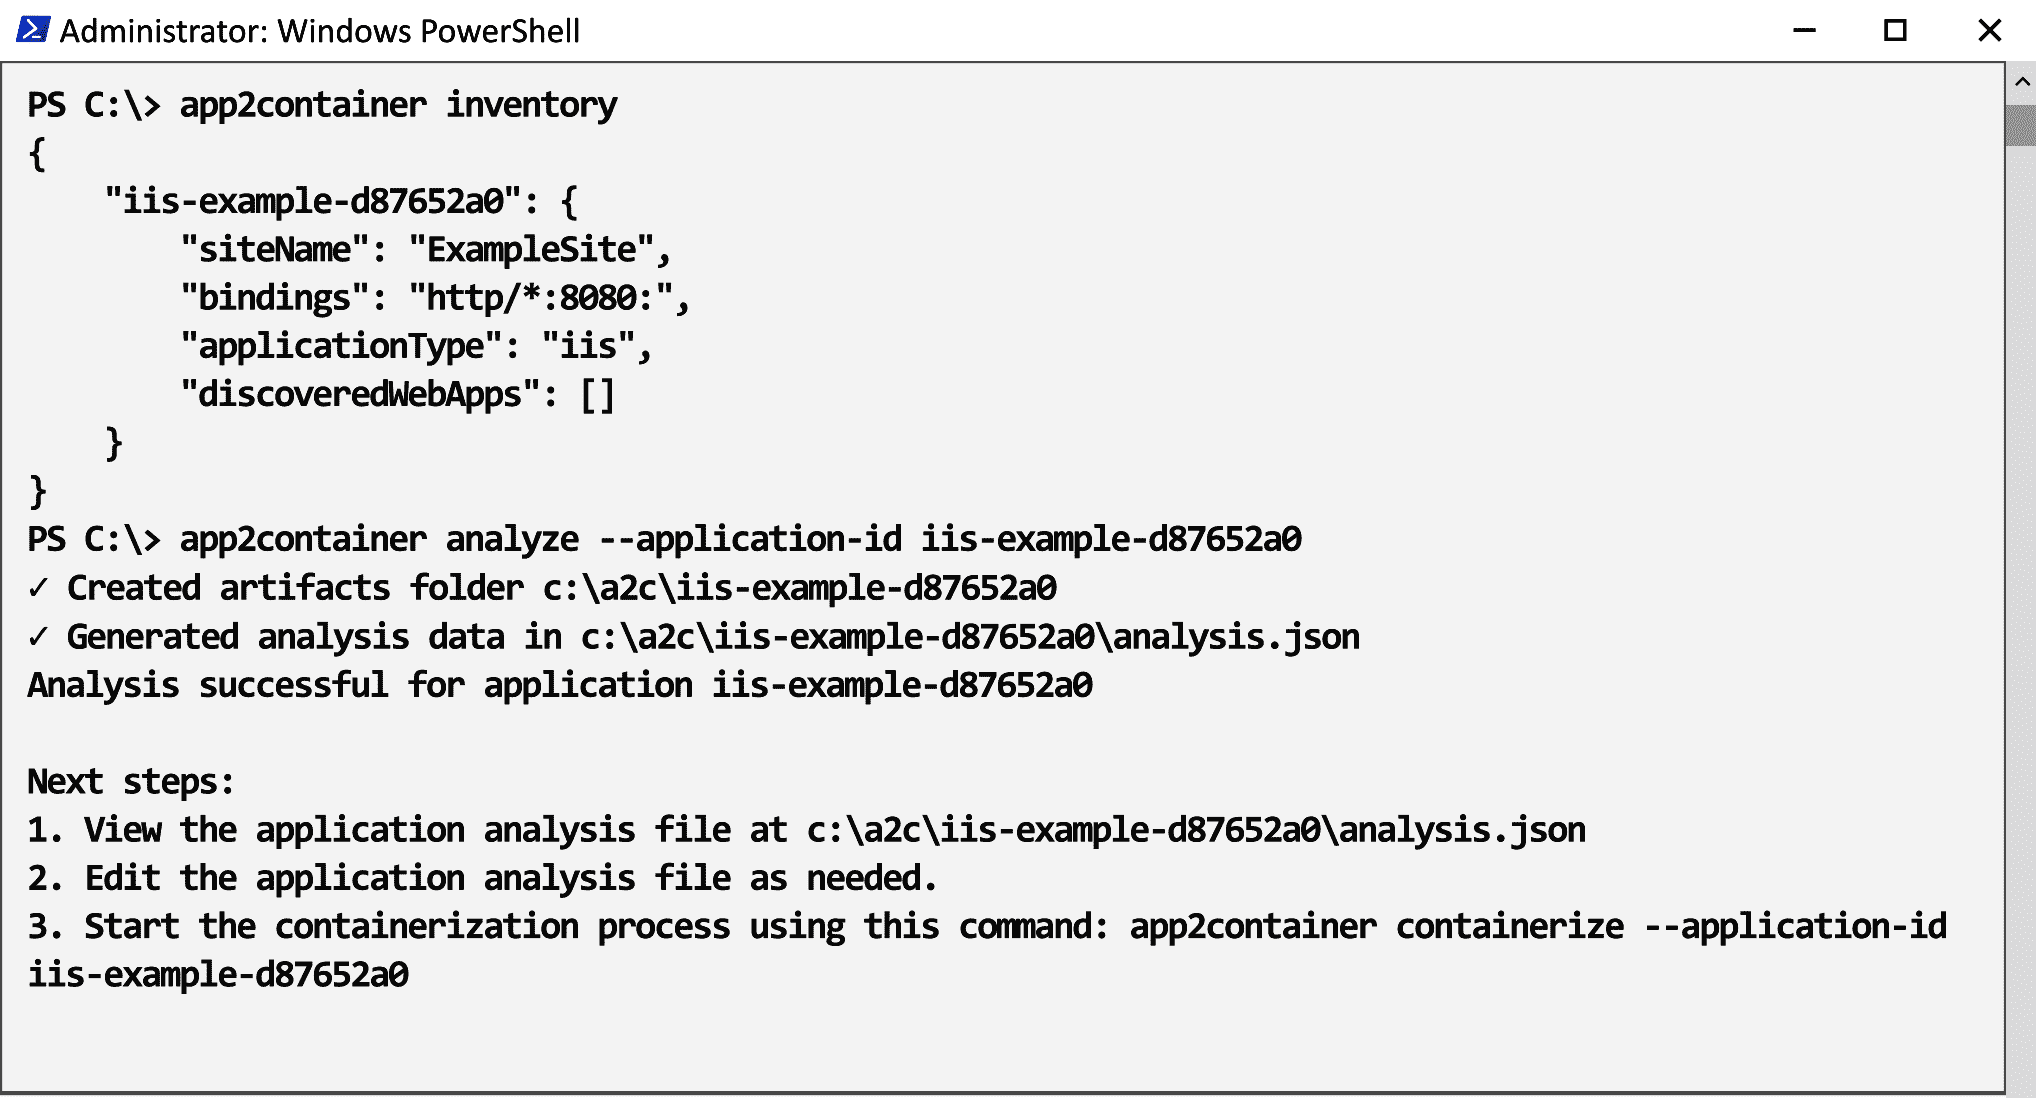 Administrator: Windows PowerShell
PS C:\> app2container inventory
{
    "iis-example-d87652a0": {
        "siteName": "ExampleSite",
        "bindings": "http/*:8080:",
        "applicationType": "iis",
        "discoveredWebApps": []
    }
}
PS C:\> app2container analyze --application-id iis-example-d87652a0
✓ Created artifacts folder c:\a2c\iis-example-d87652a0
✓ Generated analysis data in c:\a2c\iis-example-d87652a0\analysis.json
Analysis successful for application iis-example-d87652a0

Next steps:
1. View the application analysis file at c:\a2c\iis-example-d87652a0\analysis.json
2. Edit the application analysis file as needed.
3. Start the containerization process using this command: app2container containerize --application-id
iis-example-d87652a0